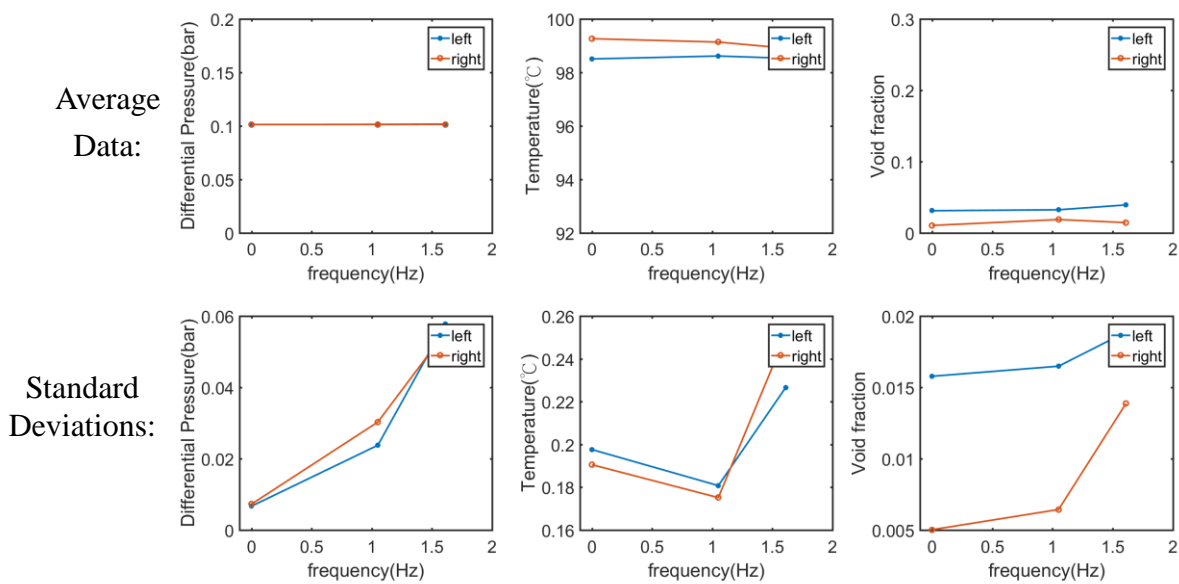 Average
Data:
Differential Pressure(bar)
0.2
0.15
0.1
0.05
0
0
0.5
1
1.5
2
frequency(Hz)
left
right
Temperature(℃)
100
98
96
94
92
0
0.5
1
1.5
2
frequency(Hz)
left
right
Void fraction
0.3
0.2
0.1
0
0
0.5
1
1.5
2
frequency(Hz)
left
right
Standard
Deviations:
Differential Pressure(bar)
0.06
0.04
0.02
0
0
0.5
1
1.5
2
frequency(Hz)
left
right
Temperature(℃)
0.26
0.24
0.22
0.2
0.18
0.16
0
0.5
1
1.5
2
frequency(Hz)
left
right
Void fraction
0.02
0.015
0.01
0.005
0
0.5
1
1.5
2
frequency(Hz)
left
right